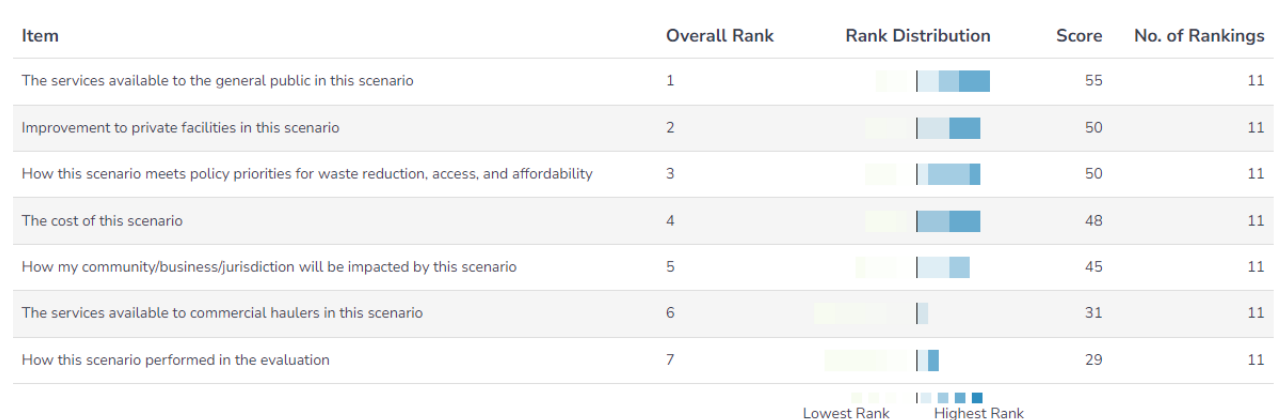 Item Overall Rank Rank Distribution Score No. of Rankings
The services available to the general public in this scenario 1 55 11
Improvement to private facilities in this scenario 2 50 11
How this scenario meets policy priorities for waste reduction, access, and affordability 3 50 11
The cost of this scenario 4 48 11
How my community/business/jurisdiction will be impacted by this scenario 5 45 11
The services available to commercial haulers in this scenario 6 31 11
How this scenario performed in the evaluation 7 29 11
Lowest Rank Highest Rank